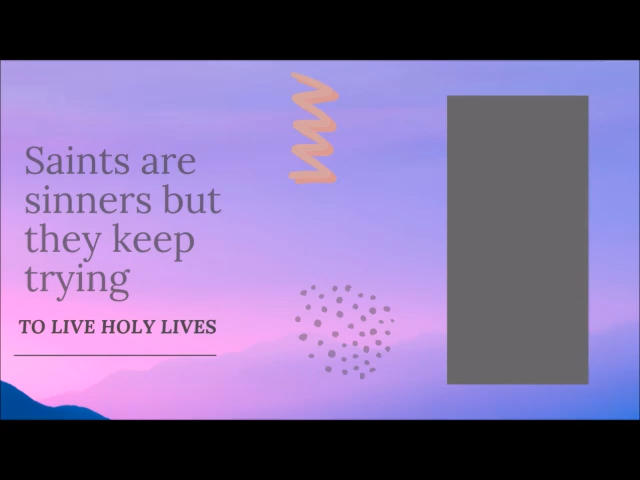 Saints are
sinners but
they keep
trying
TO LIVE HOLY LIVES